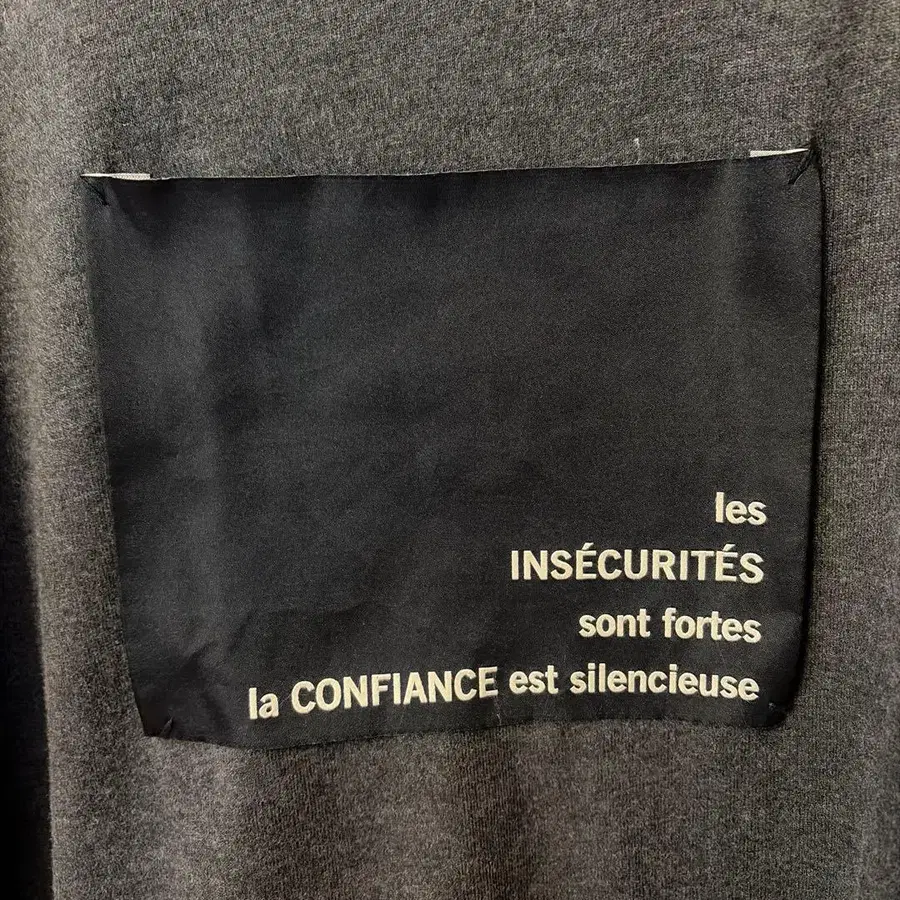 les
INSÉCURITÉS
sont fortes
la CONFIANCE est silencieuse